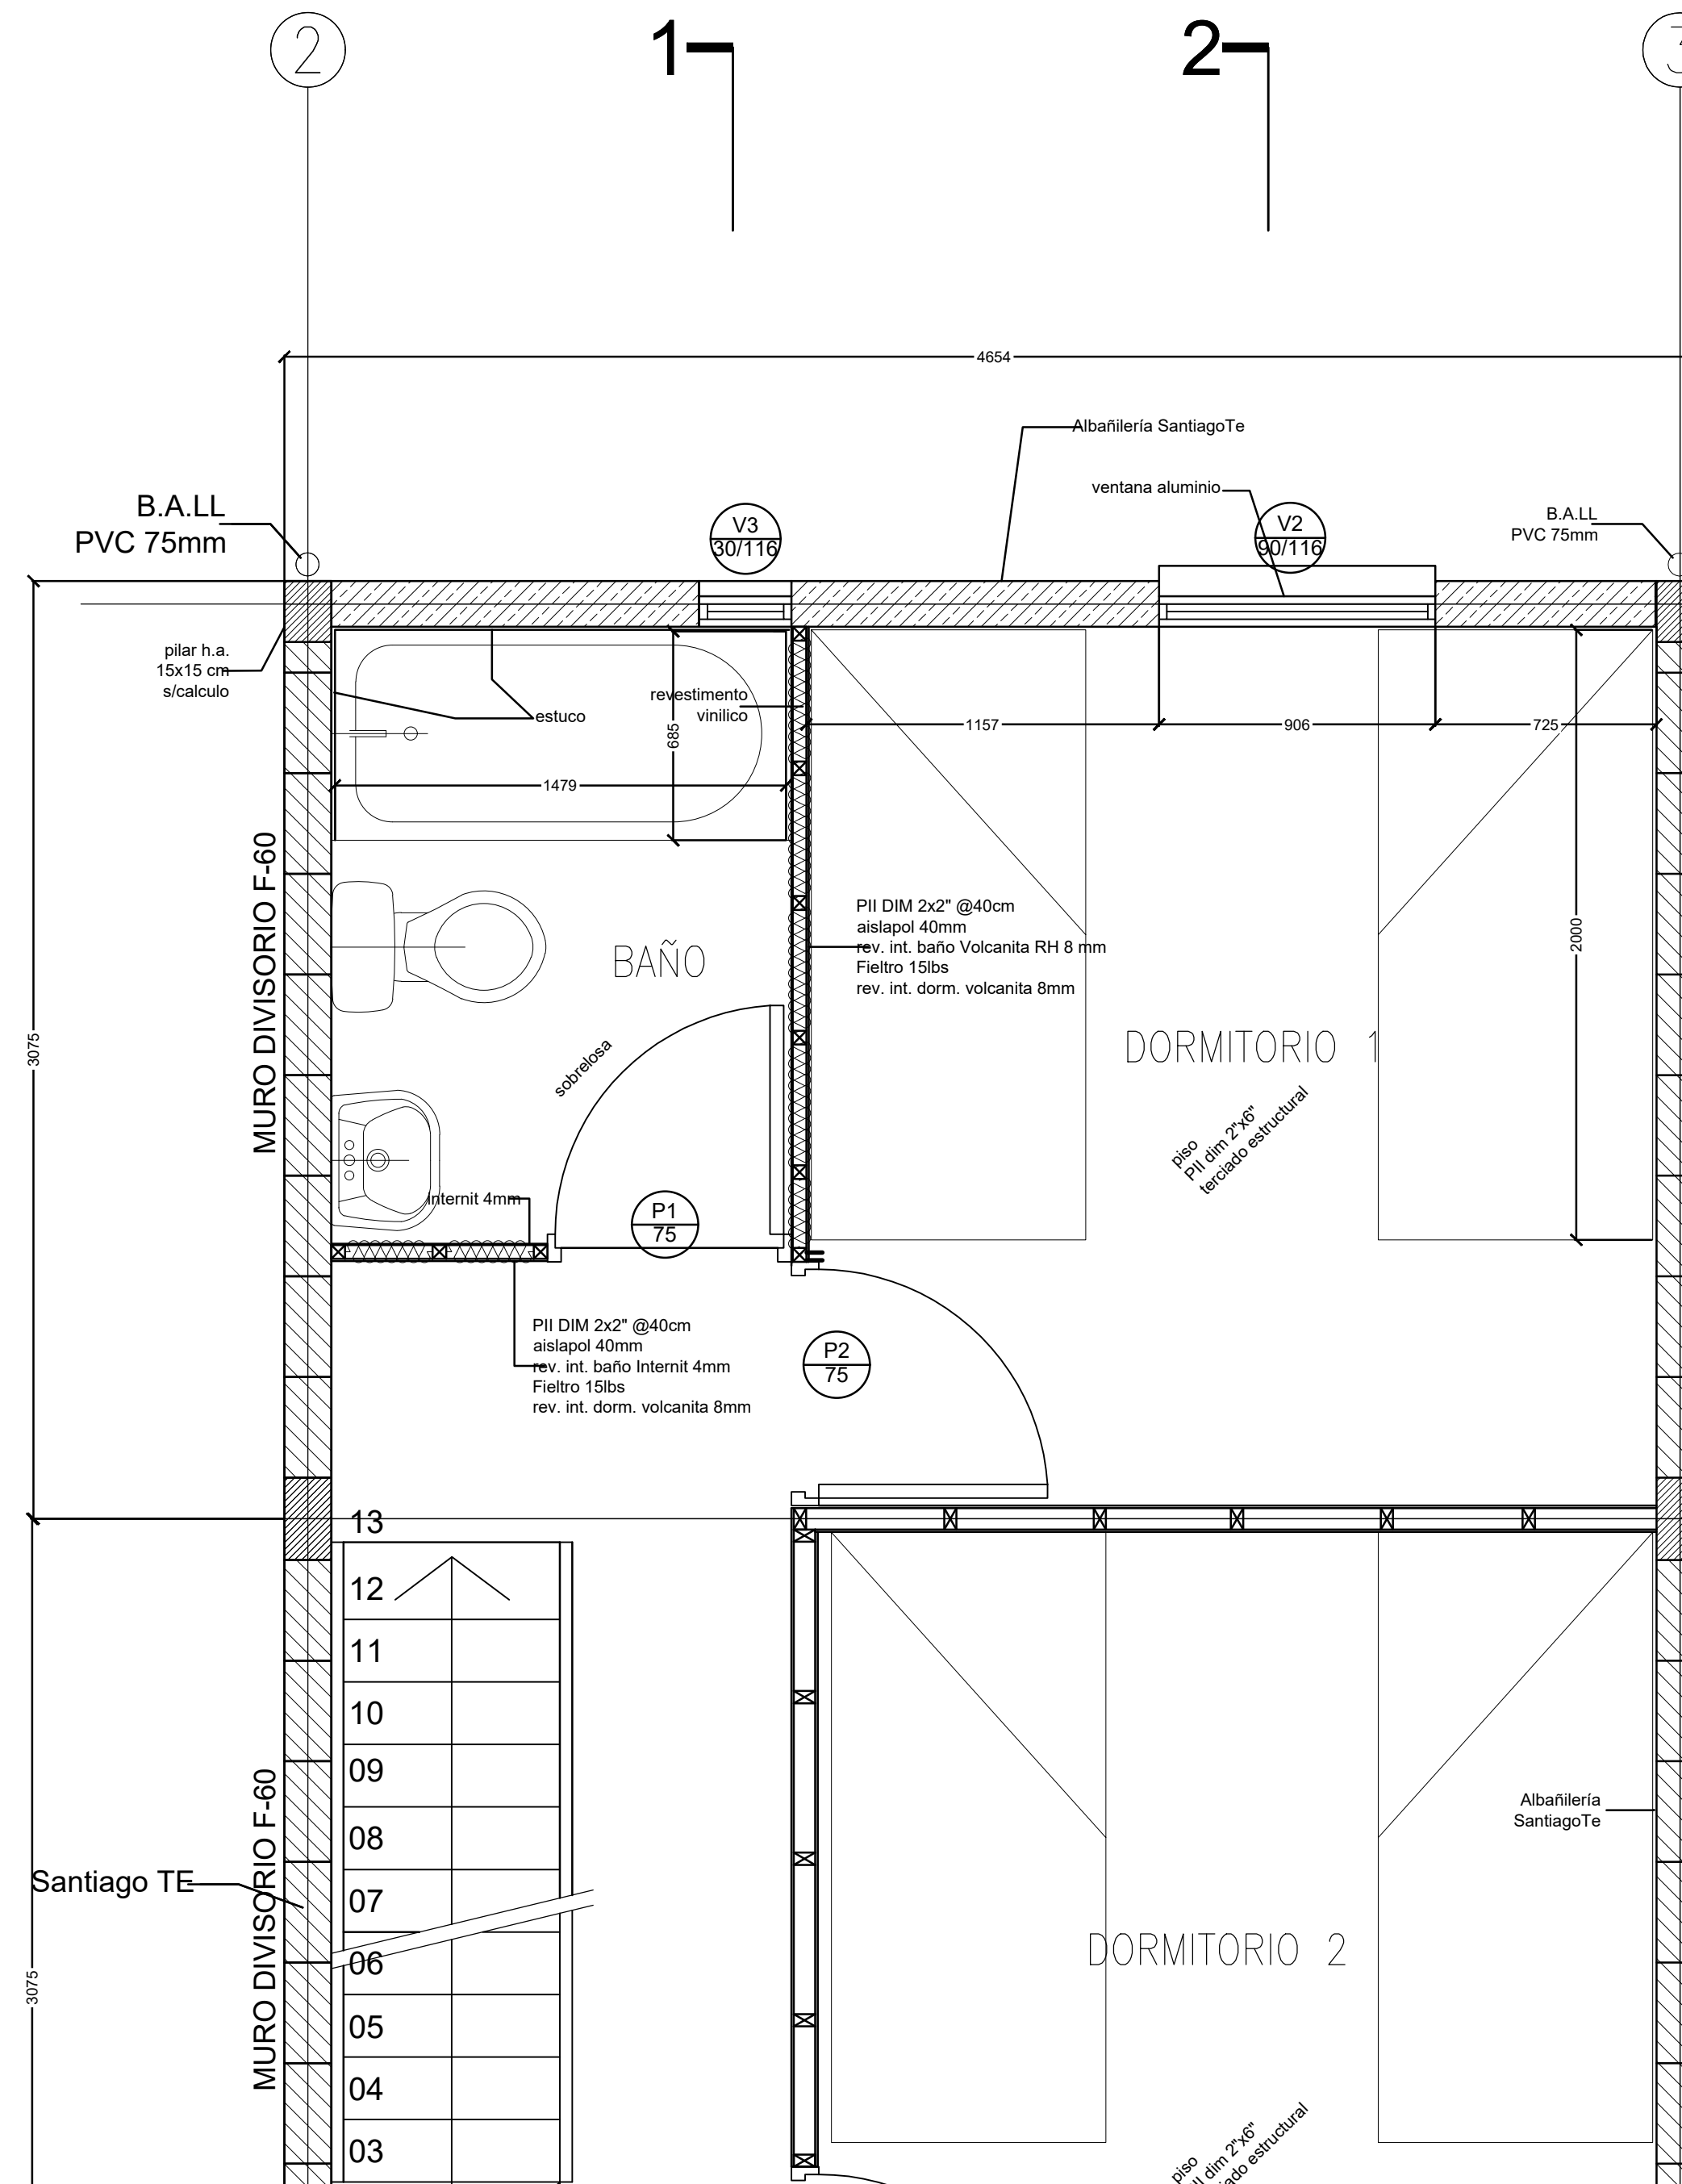 2
1
2
3
4654
Albañilería SantiagoTe
ventana aluminio
B.A.LL
PVC 75mm
V3
30/116
V2
90/116
B.A.LL
PVC 75mm
pilar h.a.
15x15 cm
s/calculo
estuco
revestimento
vinilico
685
1479
1157
906
725
2000
MURO DIVISORIO F-60
3075
BAÑO
PII DIM 2x2" @40cm
aislapol 40mm
rev. int. baño Volcanita RH 8 mm
Fieltro 15lbs
rev. int. dorm. volcanita 8mm
DORMITORIO 1
sobrelosa
piso
PII dim 2"x6"
terciado estructural
internit 4mm
P1
75
PII DIM 2x2" @40cm
aislapol 40mm
rev. int. baño Internit 4mm
Fieltro 15lbs
rev. int. dorm. volcanita 8mm
P2
75
13
12
11
10
09
08
07
06
05
04
03
Albañilería
SantiagoTe
Santiago TE
MURO DIVISORIO F-60
3075
DORMITORIO 2
piso
dim 2"x6"
estructural